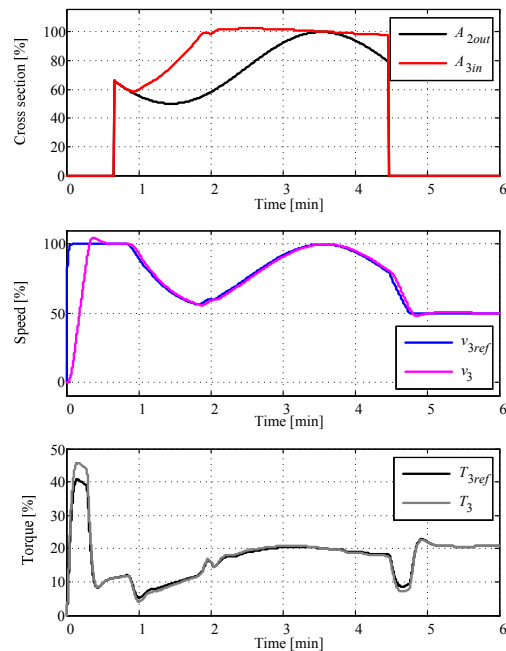 Cross section [%]
100
80
60
40
20
0
A2out
A3in
0 1 2 3 4 5 6
Time [min]
Speed [%]
100
50
0
v3ref
v3
0 1 2 3 4 5 6
Time [min]
Torque [%]
50
40
30
20
10
0
T3ref
T3
0 1 2 3 4 5 6
Time [min]